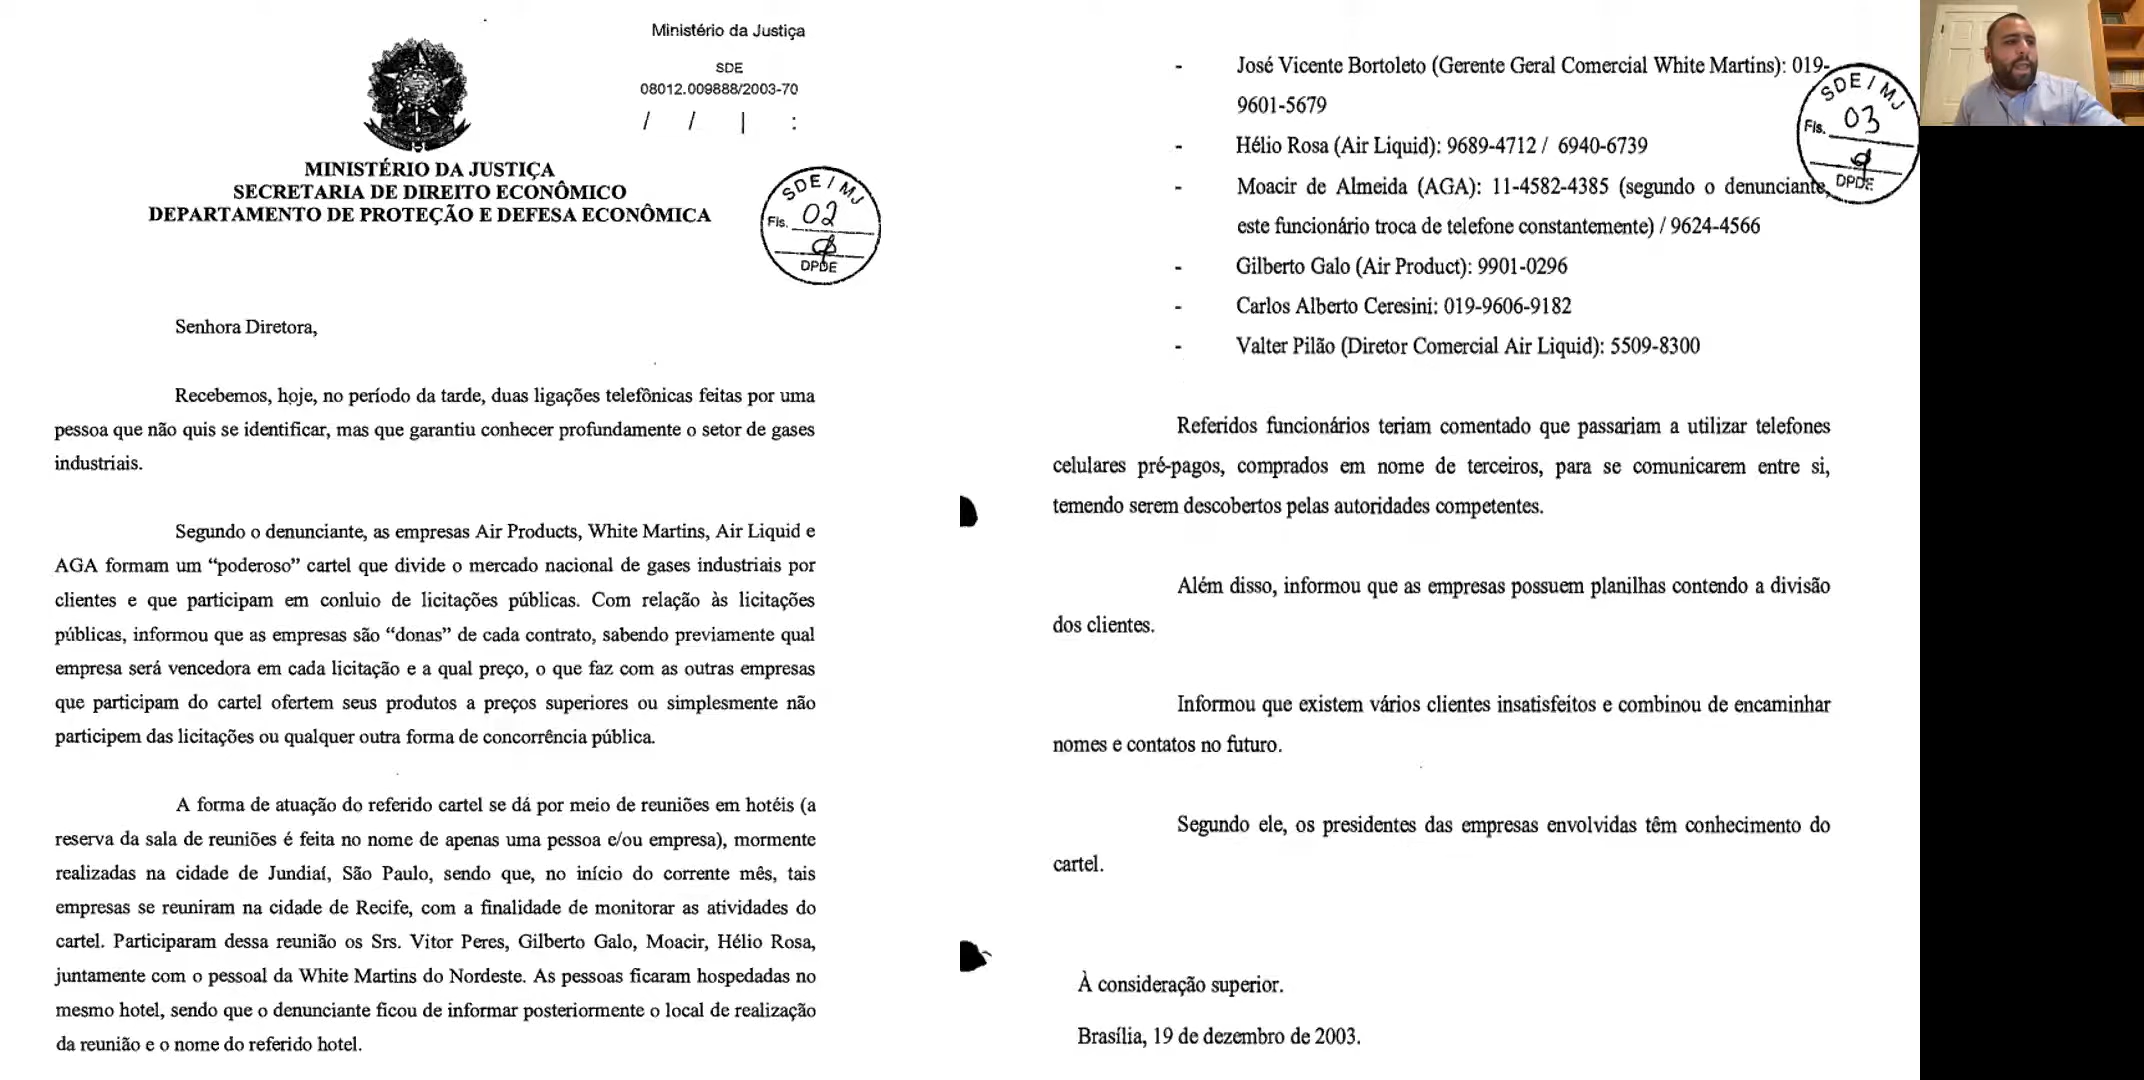 Ministério da Justiça
SDE
08012.009888/2003-70
/ / | :
MINISTÉRIO DA JUSTIÇA
SECRETARIA DE DIREITO ECONÔMICO
DEPARTAMENTO DE PROTEÇÃO E DEFESA ECONÔMICA
SDE / MJ
Fls. 02
DPDE
Senhora Diretora,
Recebemos, hoje, no período da tarde, duas ligações telefônicas feitas por uma
pessoa que não quis se identificar, mas que garantiu conhecer profundamente o setor de gases
industriais.
Segundo o denunciante, as empresas Air Products, White Martins, Air Liquid e
AGA formam um “poderoso” cartel que divide o mercado nacional de gases industriais por
clientes e que participam em conluio de licitações públicas. Com relação às licitações
públicas, informou que as empresas são “donas” de cada contrato, sabendo previamente qual
empresa será vencedora em cada licitação e a qual preço, o que faz com as outras empresas
que participam do cartel ofertem seus produtos a preços superiores ou simplesmente não
participem das licitações ou qualquer outra forma de concorrência pública.
A forma de atuação do referido cartel se dá por meio de reuniões em hotéis (a
reserva da sala de reuniões é feita no nome de apenas uma pessoa e/ou empresa), mormente
realizadas na cidade de Jundiaí, São Paulo, sendo que, no início do corrente mês, tais
empresas se reuniram na cidade de Recife, com a finalidade de monitorar as atividades do
cartel. Participaram dessa reunião os Srs. Vitor Peres, Gilberto Galo, Moacir, Hélio Rosa,
juntamente com o pessoal da White Martins do Nordeste. As pessoas ficaram hospedadas no
mesmo hotel, sendo que o denunciante ficou de informar posteriormente o local de realização
da reunião e o nome do referido hotel.
- José Vicente Bortoleto (Gerente Geral Comercial White Martins): 019-
9601-5679
- Hélio Rosa (Air Liquid): 9689-4712 / 6940-6739
- Moacir de Almeida (AGA): 11-4582-4385 (segundo o denunciante,
este funcionário troca de telefone constantemente) / 9624-4566
- Gilberto Galo (Air Product): 9901-0296
- Carlos Alberto Ceresini: 019-9606-9182
- Valter Pilão (Diretor Comercial Air Liquid): 5509-8300
SDE / MJ
Fls. 03
DPDE
Referidos funcionários teriam comentado que passariam a utilizar telefones
celulares pré-pagos, comprados em nome de terceiros, para se comunicarem entre si,
temendo serem descobertos pelas autoridades competentes.
Além disso, informou que as empresas possuem planilhas contendo a divisão
dos clientes.
Informou que existem vários clientes insatisfeitos e combinou de encaminhar
nomes e contatos no futuro.
Segundo ele, os presidentes das empresas envolvidas têm conhecimento do
cartel.
À consideração superior.
Brasília, 19 de dezembro de 2003.